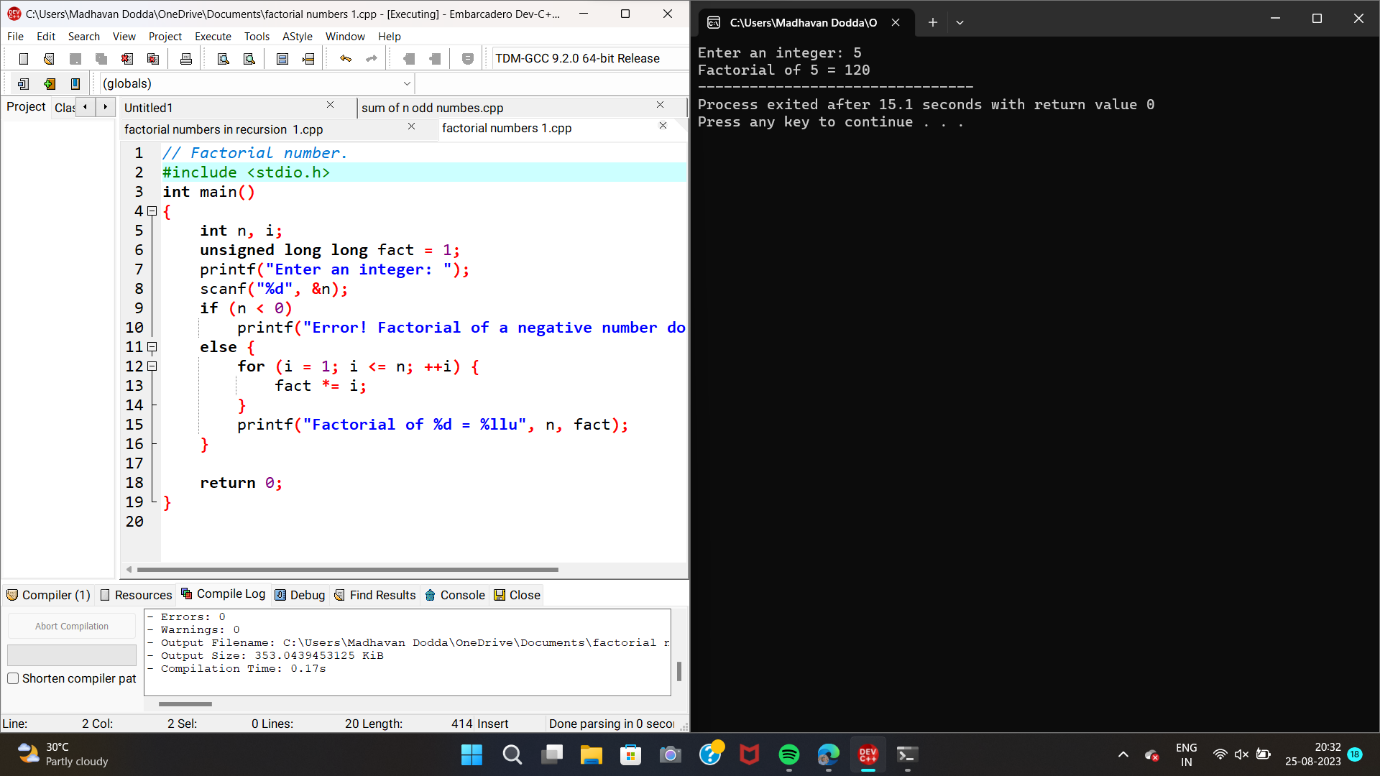 C:\Users\Madhavan Dodda\OneDrive\Documents\factorial numbers 1.cpp - [Executing] - Embarcadero Dev-C+...
File Edit Search View Project Execute Tools AStyle Window Help
TDM-GCC 9.2.0 64-bit Release
(globals)
Project Clas
Untitled1
sum of n odd numbes.cpp
factorial numbers in recursion 1.cpp
factorial numbers 1.cpp
1 // Factorial number.
2 #include <stdio.h>
3 int main()
4 {
5 int n, i;
6 unsigned long long fact = 1;
7 printf("Enter an integer: ");
8 scanf("%d", &n);
9 if (n < 0)
10 printf("Error! Factorial of a negative number do
11 else {
12 for (i = 1; i <= n; ++i) {
13 fact *= i;
14 }
15 printf("Factorial of %d = %llu", n, fact);
16 }
17
18 return 0;
19 }
20
Compiler (1) Resources Compile Log Debug Find Results Console Close
Abort Compilation
Shorten compiler pat
- Errors: 0
- Warnings: 0
- Output Filename: C:\Users\Madhavan Dodda\OneDrive\Documents\factorial n
- Output Size: 353.0439453125 KiB
- Compilation Time: 0.17s
Line: 2 Col: 2 Sel: 0 Lines: 20 Length: 414 Insert Done parsing in 0 seco
C:\Users\Madhavan Dodda\O
Enter an integer: 5
Factorial of 5 = 120
--------------------------------
Process exited after 15.1 seconds with return value 0
Press any key to continue . . .
30°C
Partly cloudy
DEV
C++
ENG
IN
20:32
25-08-2023
18